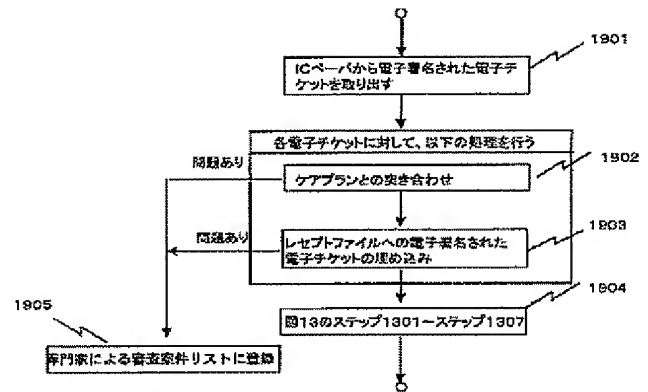 1901
ICペーパから電子署名された電子チ
ケットを取り出す
各電子チケットに対して、以下の処理を行う
問題あり
1902
ケアプランとの突き合わせ
問題あり
1903
レセプトファイルへの電子署名された
電子チケットの埋め込み
1904
図13のステップ1301~ステップ1307
1905
専門家による審査案件リストに登録